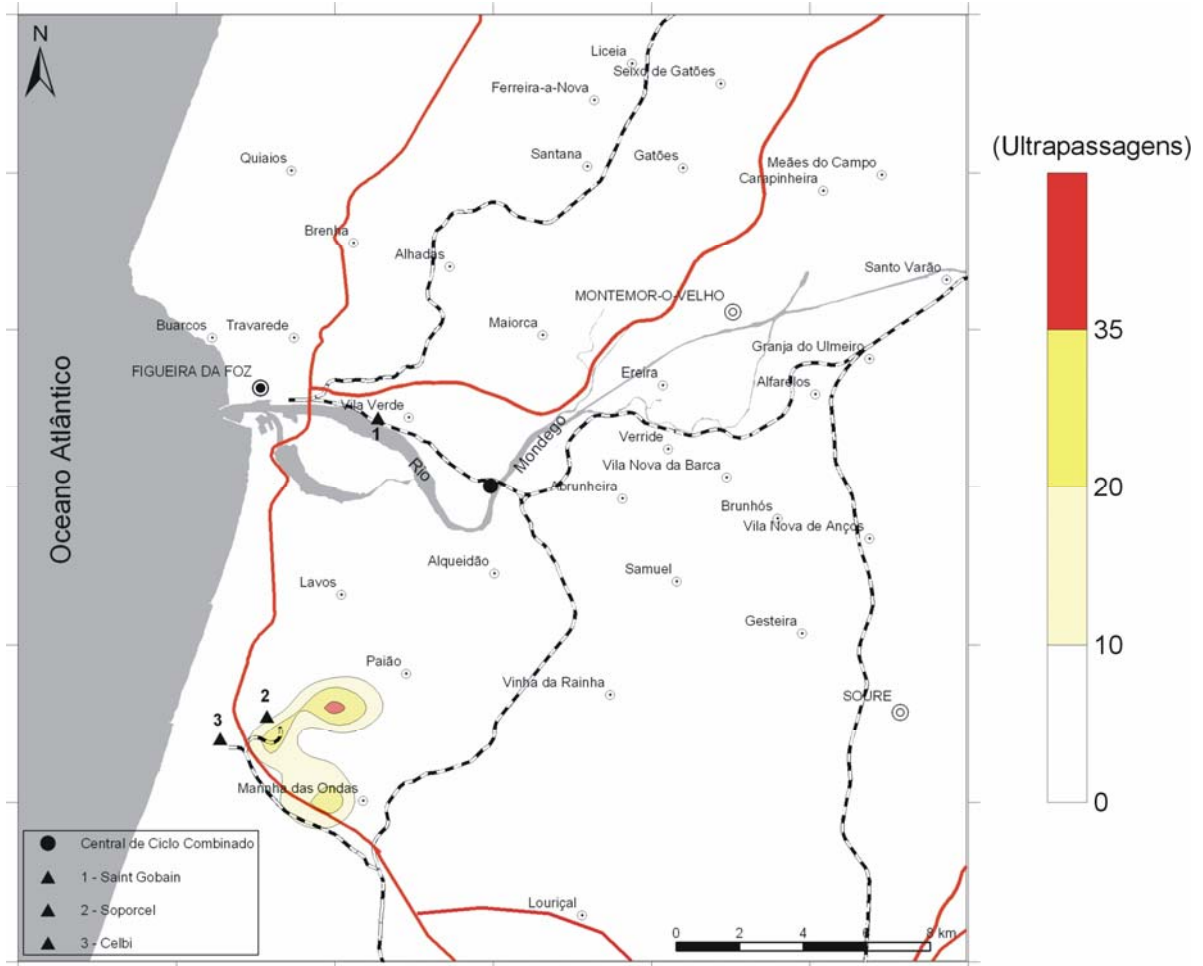 N
Liceia
Seixo de Gatões
Ferreira-a-Nova
(Ultrapassagens)
Quiaios
Santana
Gatões
Meães do Campo
Carapinheira
Brenha
Alhadas
Santo Varão
MONTEMOR-O-VELHO
Buarcos
Travarede
Maiorca
35
Granja do Ulmeiro
FIGUEIRA DA FOZ
Ereira
Alfarelos
Vila Verde
1
Rio
Mondego
Verride
Vila Nova da Barca
Abrunheira
20
Brunhós
Vila Nova de Anços
Oceano Atlântico
Alqueidão
Samuel
Lavos
Gesteira
10
Paião
Vinha da Rainha
SOURE
2
3
Marinha das Ondas
0
Central de Ciclo Combinado
1 - Saint Gobain
2 - Soporcel
3 - Celbi
Louriçal
0 2 4 6 8 km